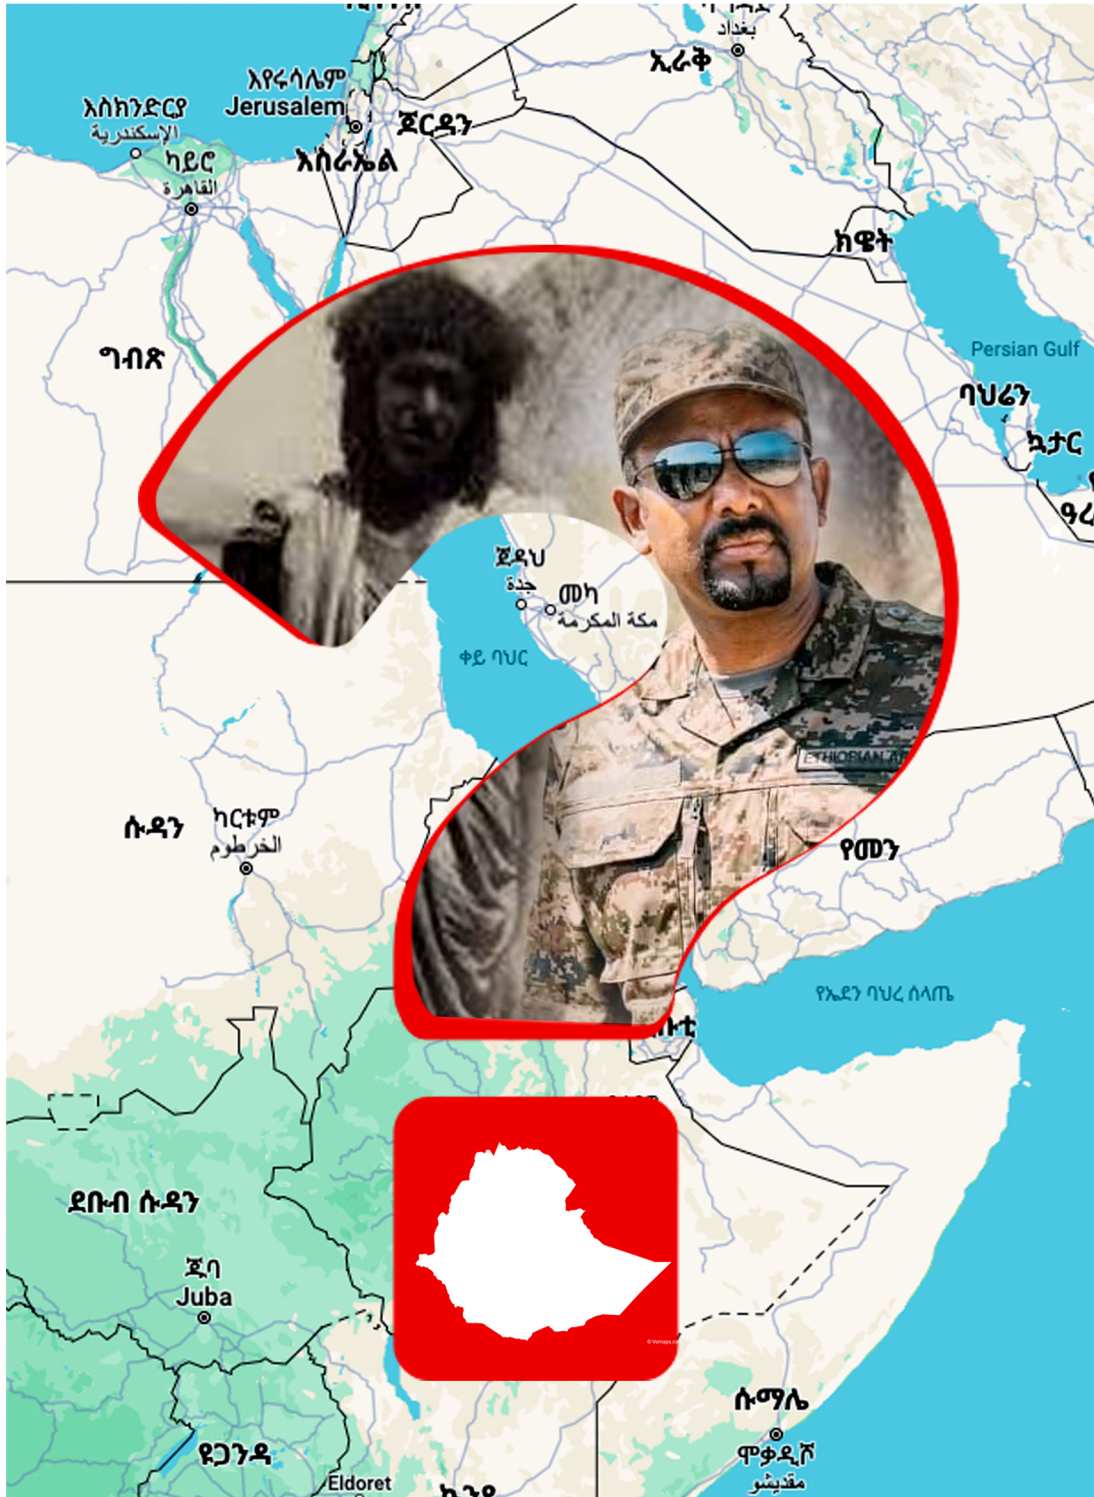 بغداد
ኢራቅ
እየሩሳሌም
Jerusalem
እስክንድርያ
الإسكندرية
ጆርዳን
ካይሮ
القاهرة
እስራኤል
ክዌት
Persian Gulf
ግብጽ
ባህሬን
ኳታር
ጀዳህ
جدة
መካ
مكة المكرمة
ቀይ ባህር
ETHIOPIAN
ሱዳን
ካርቱም
الخرطوم
የመን
የኤደን ባህረ ሰላጤ
ደቡብ ሱዳን
ጁባ
Juba
ሱማሌ
ሞቃዲሾ
مقديشو
ዩጋንዳ
Eldoret